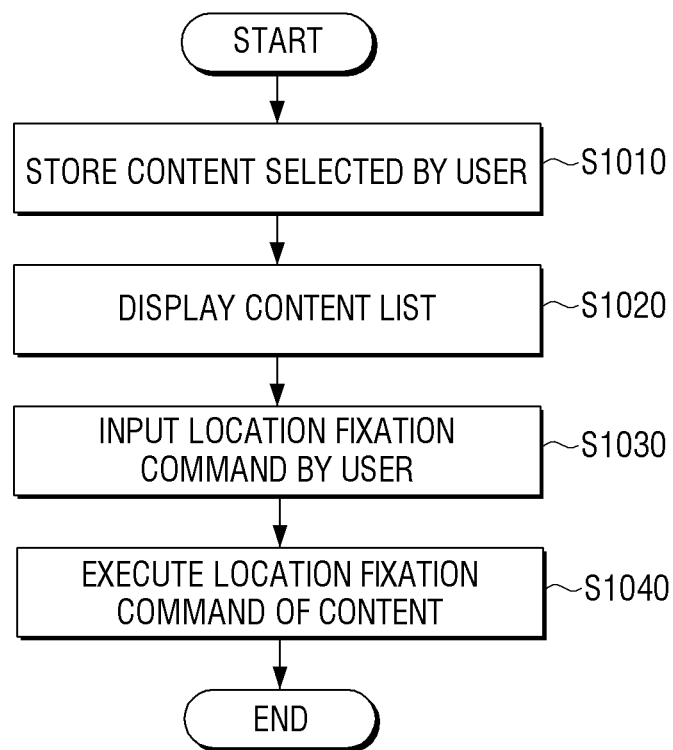 START
STORE CONTENT SELECTED BY USER
S1010
DISPLAY CONTENT LIST
S1020
INPUT LOCATION FIXATION
COMMAND BY USER
S1030
EXECUTE LOCATION FIXATION
COMMAND OF CONTENT
S1040
END